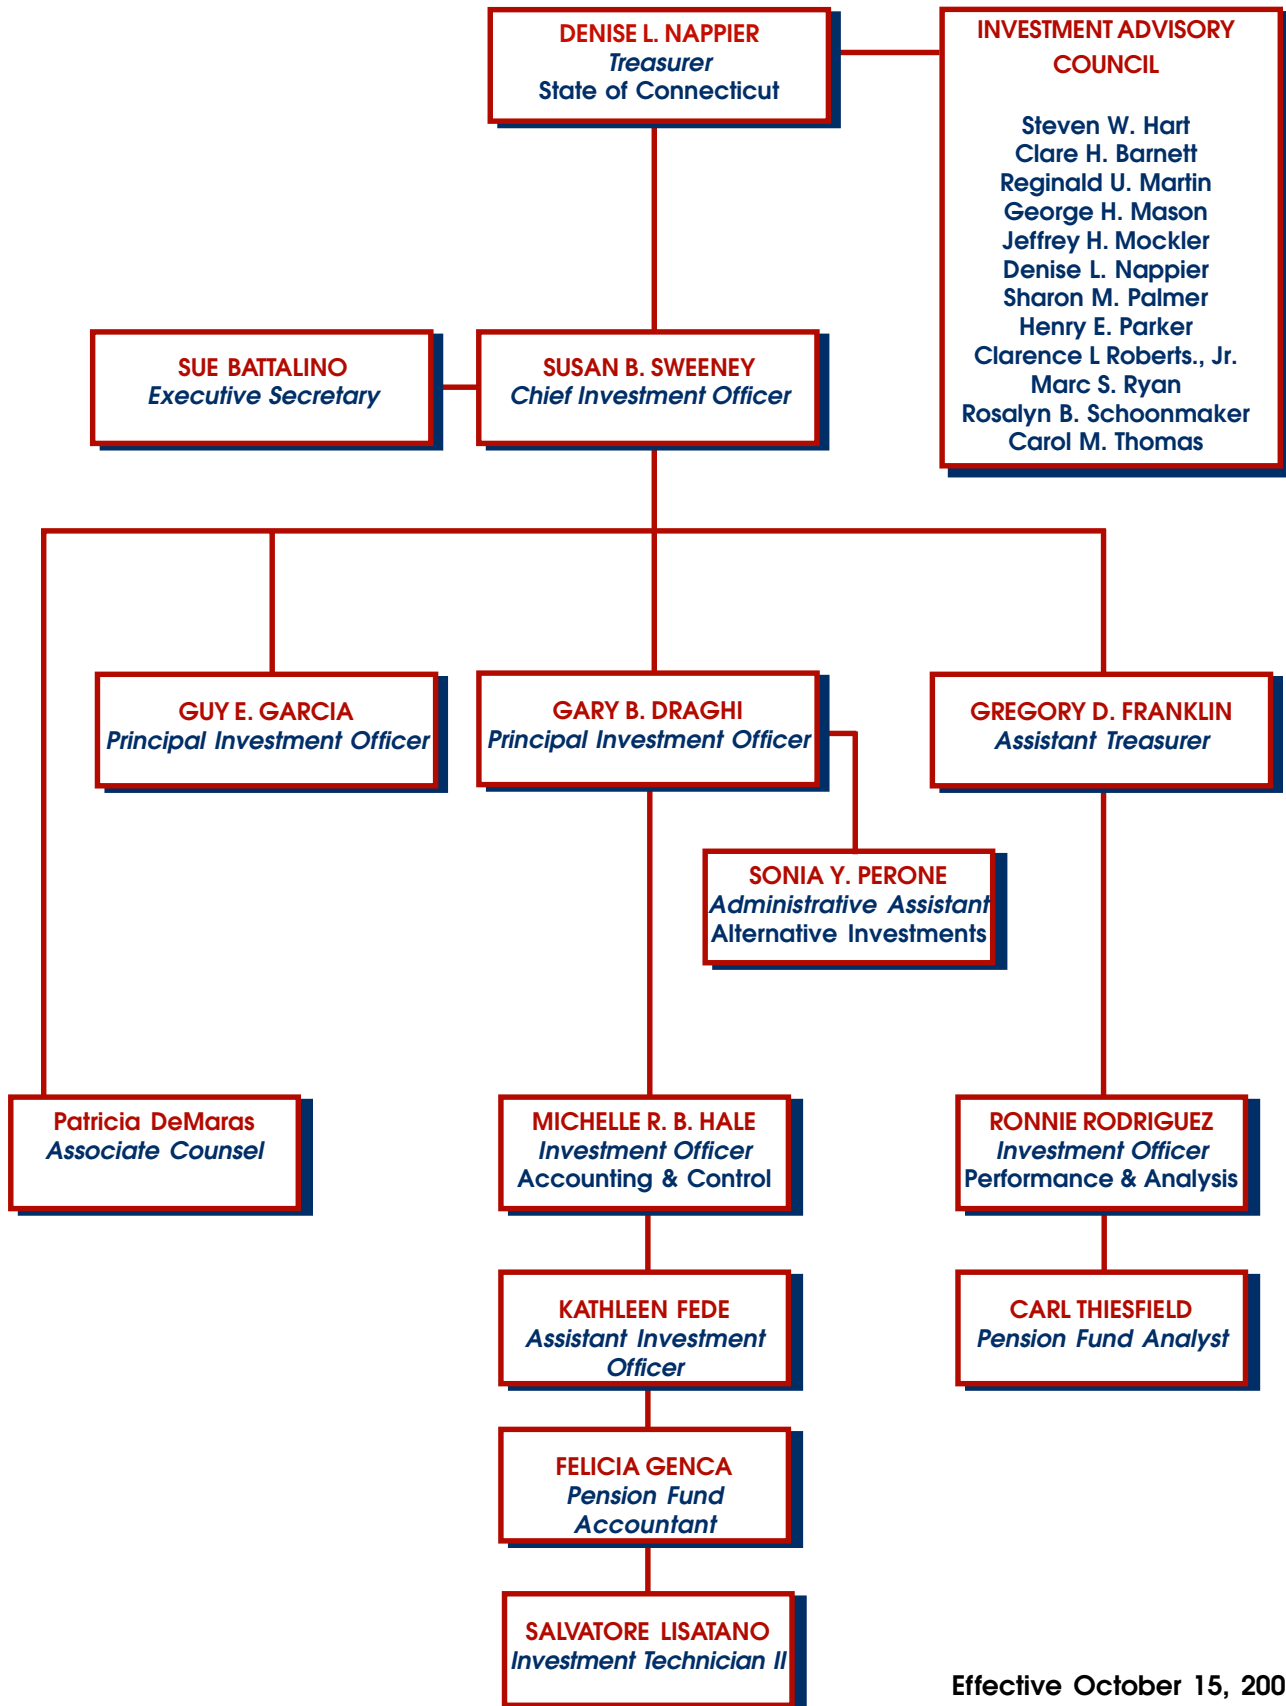 DENISE L. NAPPIER
Treasurer
State of Connecticut
INVESTMENT ADVISORY
COUNCIL
Steven W. Hart
Clare H. Barnett
Reginald U. Martin
George H. Mason
Jeffrey H. Mockler
Denise L. Nappier
Sharon M. Palmer
Henry E. Parker
Clarence L Roberts., Jr.
Marc S. Ryan
Rosalyn B. Schoonmaker
Carol M. Thomas
SUE BATTALINO
Executive Secretary
SUSAN B. SWEENEY
Chief Investment Officer
GUY E. GARCIA
Principal Investment Officer
GARY B. DRAGHI
Principal Investment Officer
GREGORY D. FRANKLIN
Assistant Treasurer
SONIA Y. PERONE
Administrative Assistant
Alternative Investments
Patricia DeMaras
Associate Counsel
MICHELLE R. B. HALE
Investment Officer
Accounting & Control
RONNIE RODRIGUEZ
Investment Officer
Performance & Analysis
KATHLEEN FEDE
Assistant Investment
Officer
CARL THIESFIELD
Pension Fund Analyst
FELICIA GENCA
Pension Fund
Accountant
SALVATORE LISATANO
Investment Technician II
Effective October 15, 200